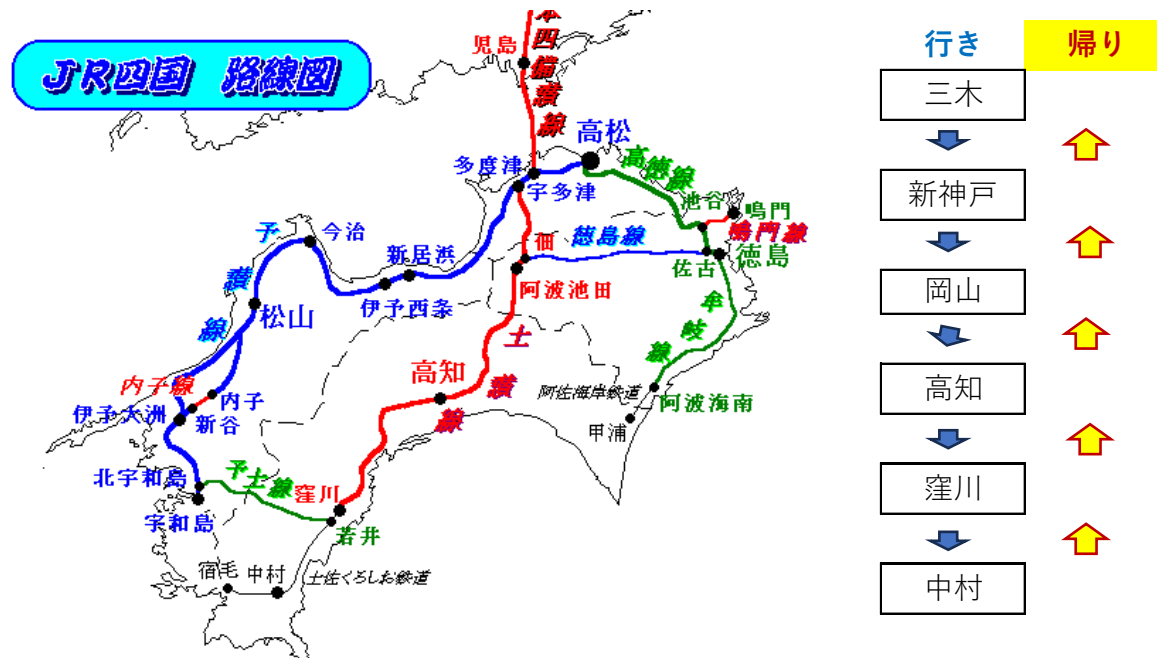 JR四国 路線図
本四備讃線
児島
高松
高徳線
多度津
宇多津
池谷
鳴門
鳴門線
佃
徳島線
佐古
徳島
今治
予讃線
新居浜
伊予西条
阿波池田
松山
土讃線
牟岐線
高知
内子線
内子
伊予大洲
新谷
阿佐海岸鉄道
阿波海南
甲浦
北宇和島
予土線
窪川
宇和島
若井
宿毛
中村
土佐くろしお鉄道
行き
帰り
三木
新神戸
岡山
高知
窪川
中村